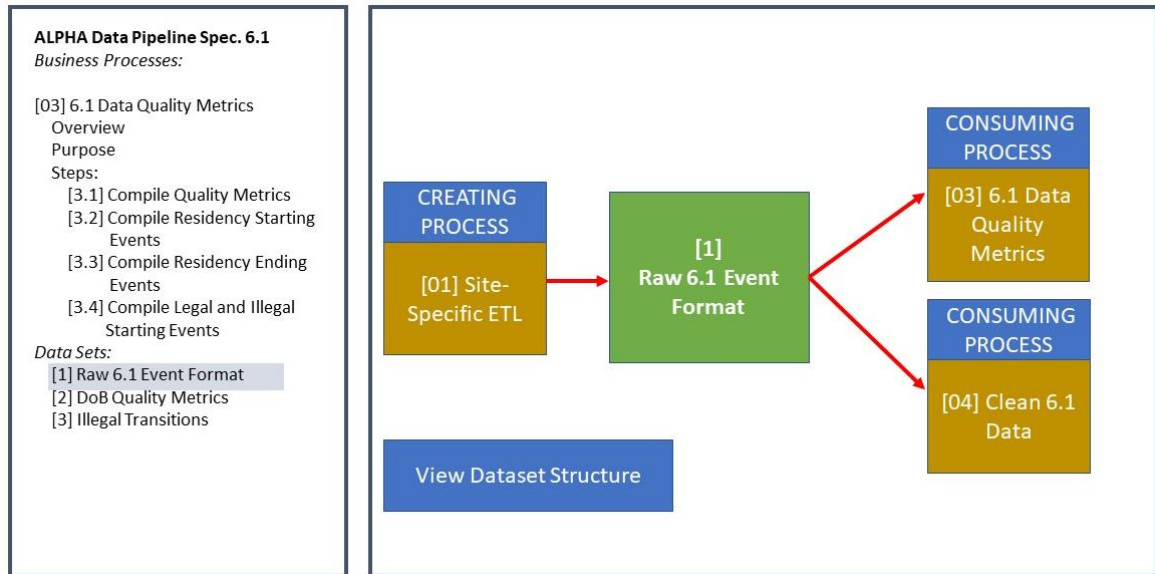 ALPHA Data Pipeline Spec. 6.1
Business Processes:
[03] 6.1 Data Quality Metrics
Overview
Purpose
Steps:
[3.1] Compile Quality Metrics
[3.2] Compile Residency Starting
Events
[3.3] Compile Residency Ending
Events
[3.4] Compile Legal and Illegal
Starting Events
Data Sets:
[1] Raw 6.1 Event Format
[2] DoB Quality Metrics
[3] Illegal Transitions
CREATING
PROCESS
[01] Site-
Specific ETL
[1]
Raw 6.1 Event
Format
CONSUMING
PROCESS
[03] 6.1 Data
Quality
Metrics
CONSUMING
PROCESS
[04] Clean 6.1
Data
View Dataset Structure